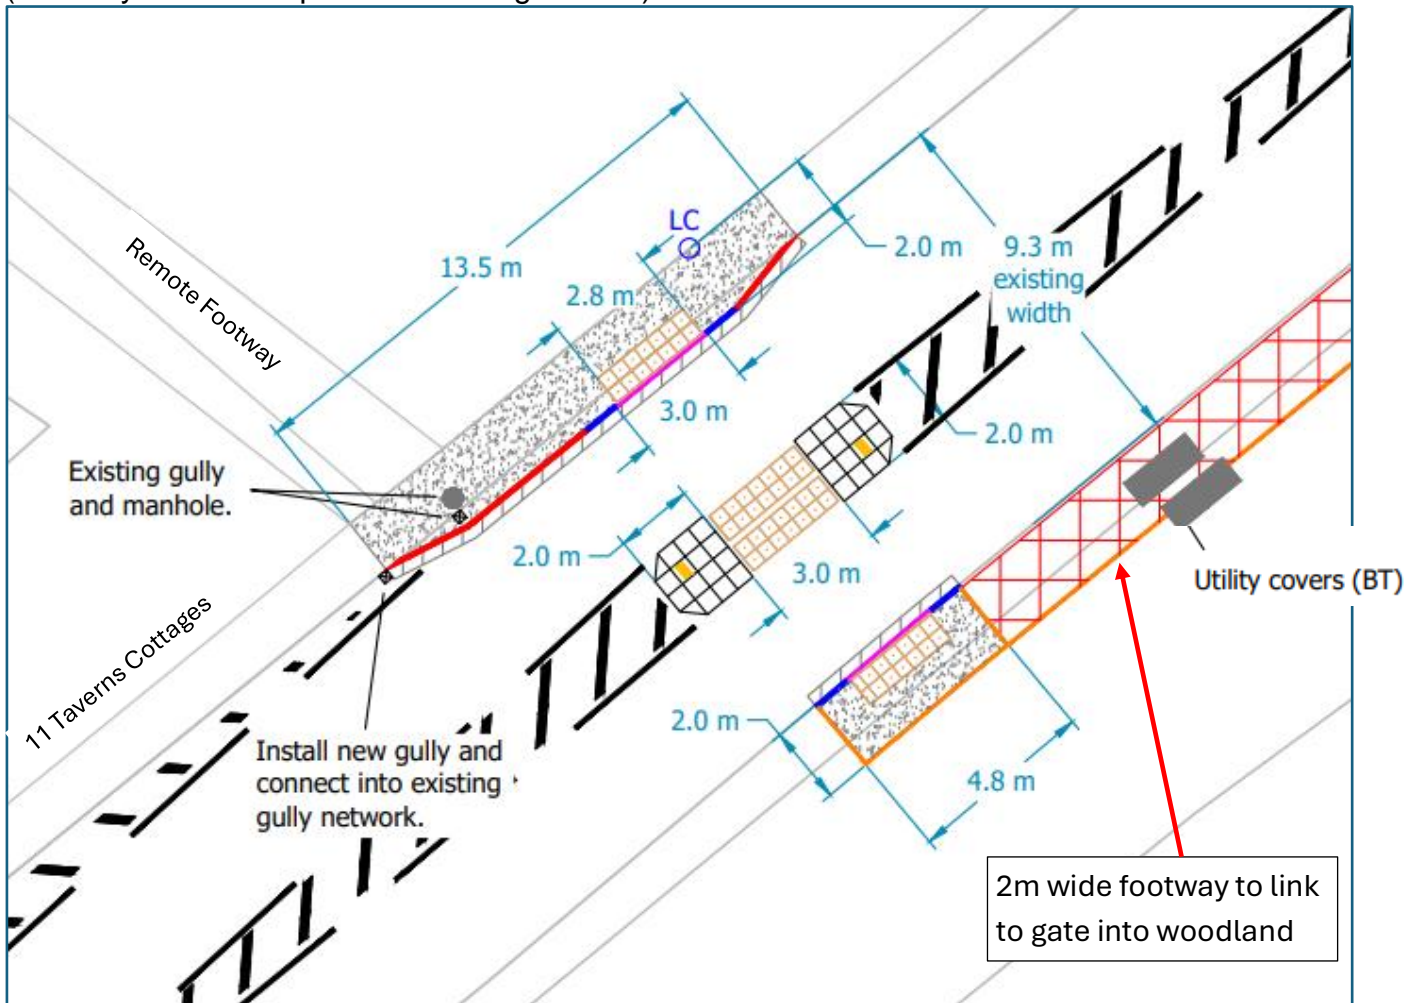 LC
2.0 m
9.3 m
existing
width
13.5 m
2.8 m
Remote Footway
3.0 m
2.0 m
Existing gully
and manhole.
2.0 m
3.0 m
Utility covers (BT)
11 Taverns Cottages
2.0 m
Install new gully and
connect into existing
gully network.
4.8 m
2m wide footway to link
to gate into woodland